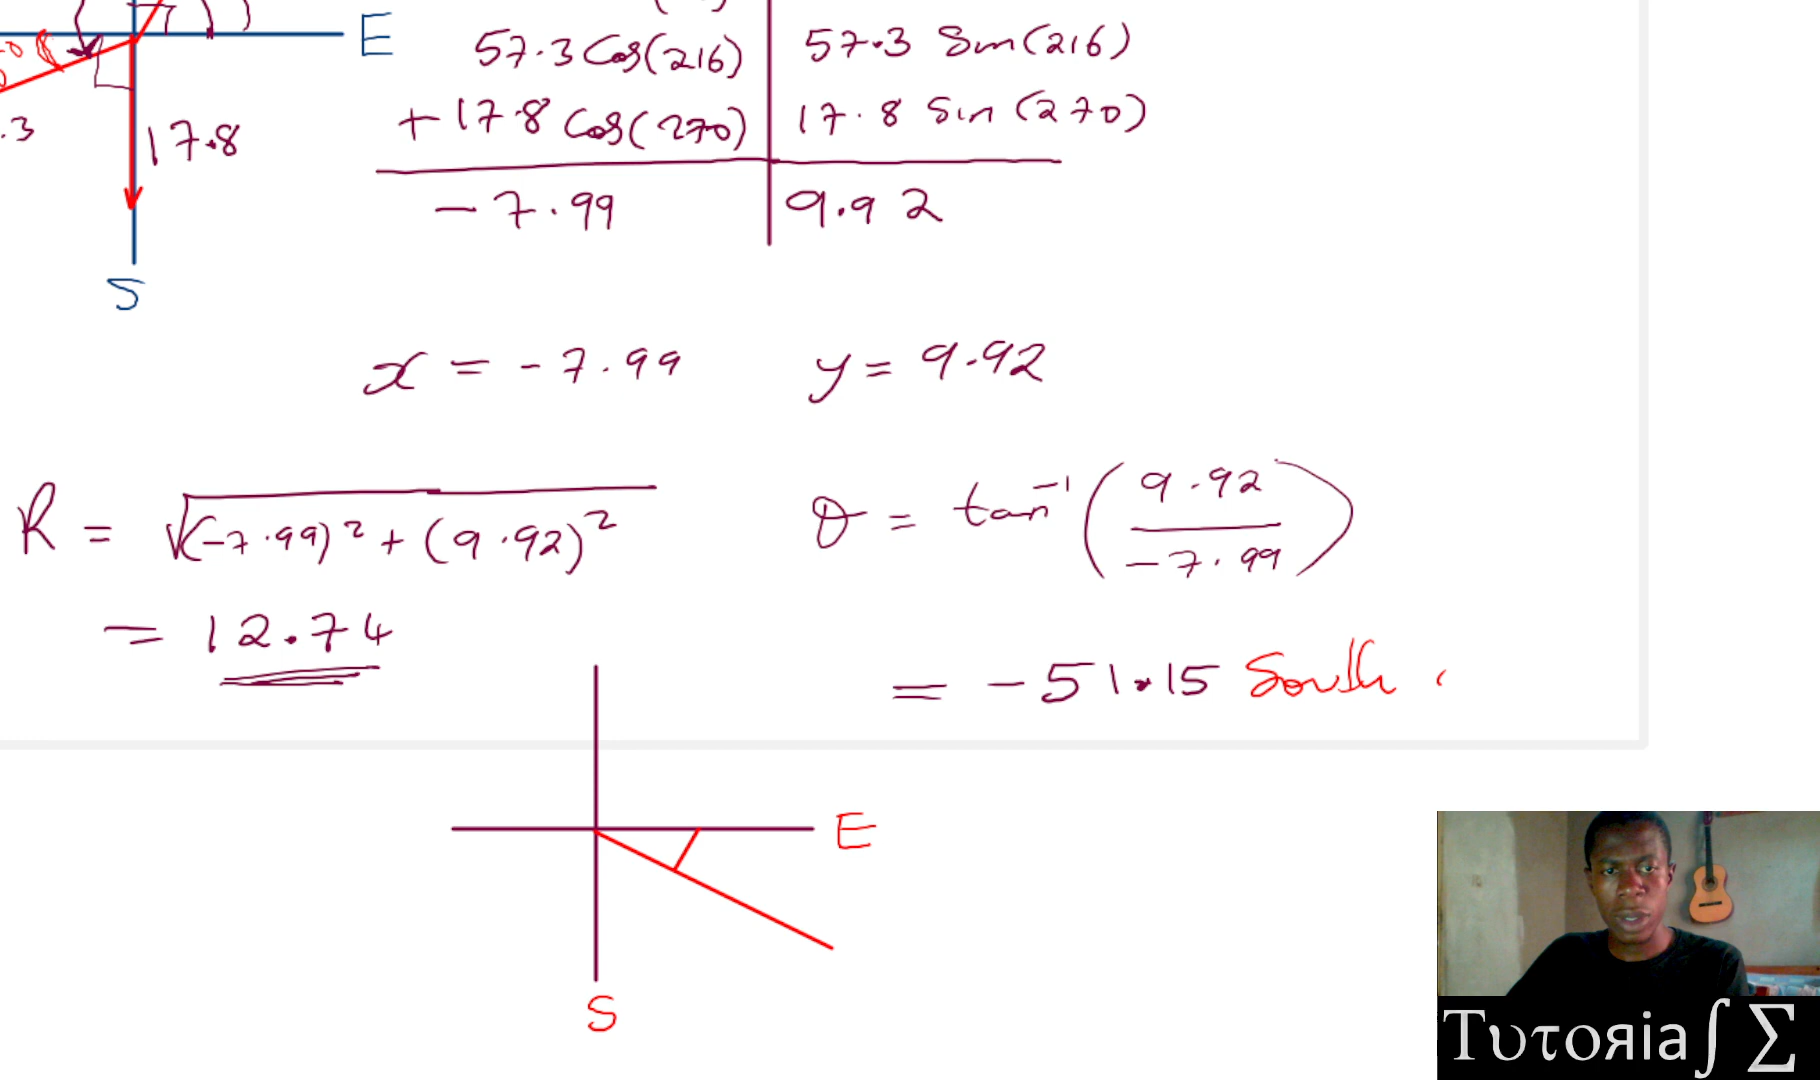 E
57.3 Cos(216) 57.3 Sin(216)
+ 17.8 Cos(270) 17.8 Sin(270)
.3
17.8
-7.99 9.92
S
x = -7.99 y = 9.92
R = √(-7.99)² + (9.92)² θ = tan⁻¹(9.92/-7.99)
= 12.74
= -51.15 South
E
S
TυτoЯia∫Σ